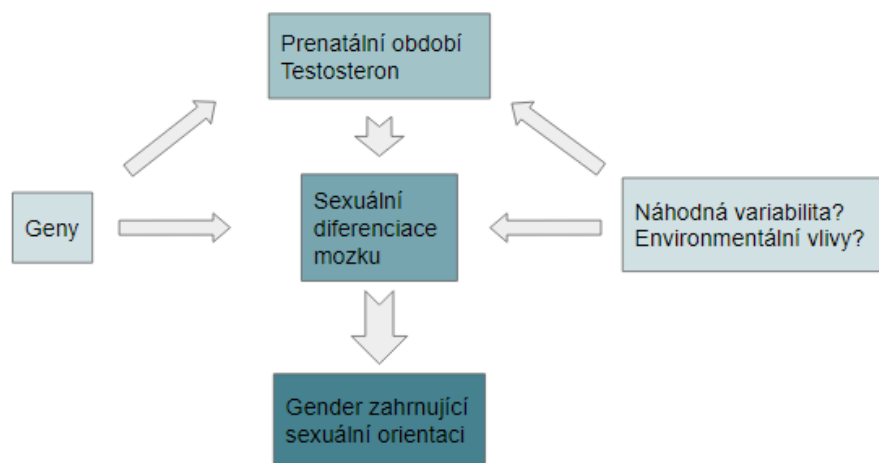 Prenatální období
Testosteron
Geny
Sexuální
diferenciace
mozku
Náhodná variabilita?
Environmentální vlivy?
Gender zahrnující
sexuální orientaci